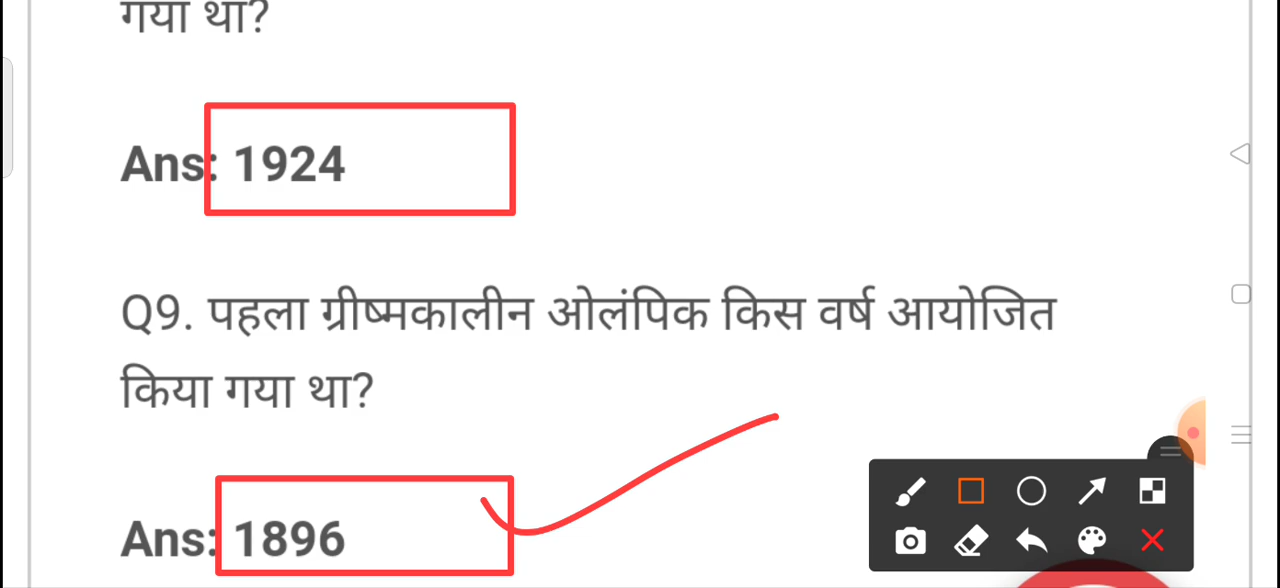 गया था?
Ans: 1924
Q9. पहला ग्रीष्मकालीन ओलंपिक किस वर्ष आयोजित
किया गया था?
Ans: 1896